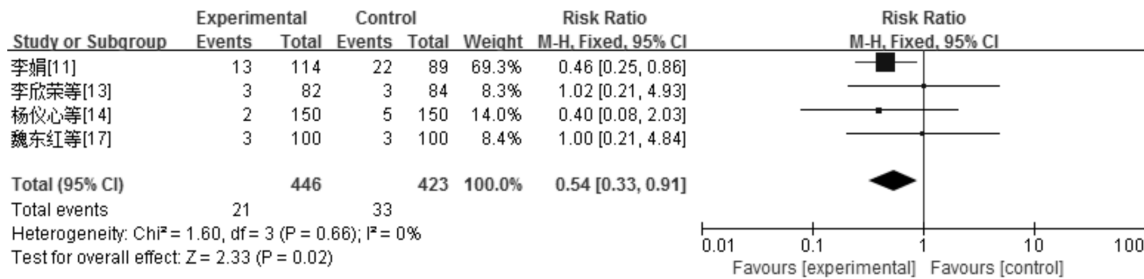 Experimental Control Risk Ratio Risk Ratio
Study or Subgroup Events Total Events Total Weight M-H, Fixed, 95% CI M-H, Fixed, 95% CI
李娟[11] 13 114 22 89 69.3% 0.46 [0.25, 0.86]
李欣荣等[13] 3 82 3 84 8.3% 1.02 [0.21, 4.93]
杨仪心等[14] 2 150 5 150 14.0% 0.40 [0.08, 2.03]
魏东红等[17] 3 100 3 100 8.4% 1.00 [0.21, 4.84]
Total (95% CI) 446 423 100.0% 0.54 [0.33, 0.91]
Total events 21 33
Heterogeneity: Chi² = 1.60, df = 3 (P = 0.66); I² = 0%
Test for overall effect: Z = 2.33 (P = 0.02)
0.01 0.1 1 10 100
Favours [experimental] Favours [control]